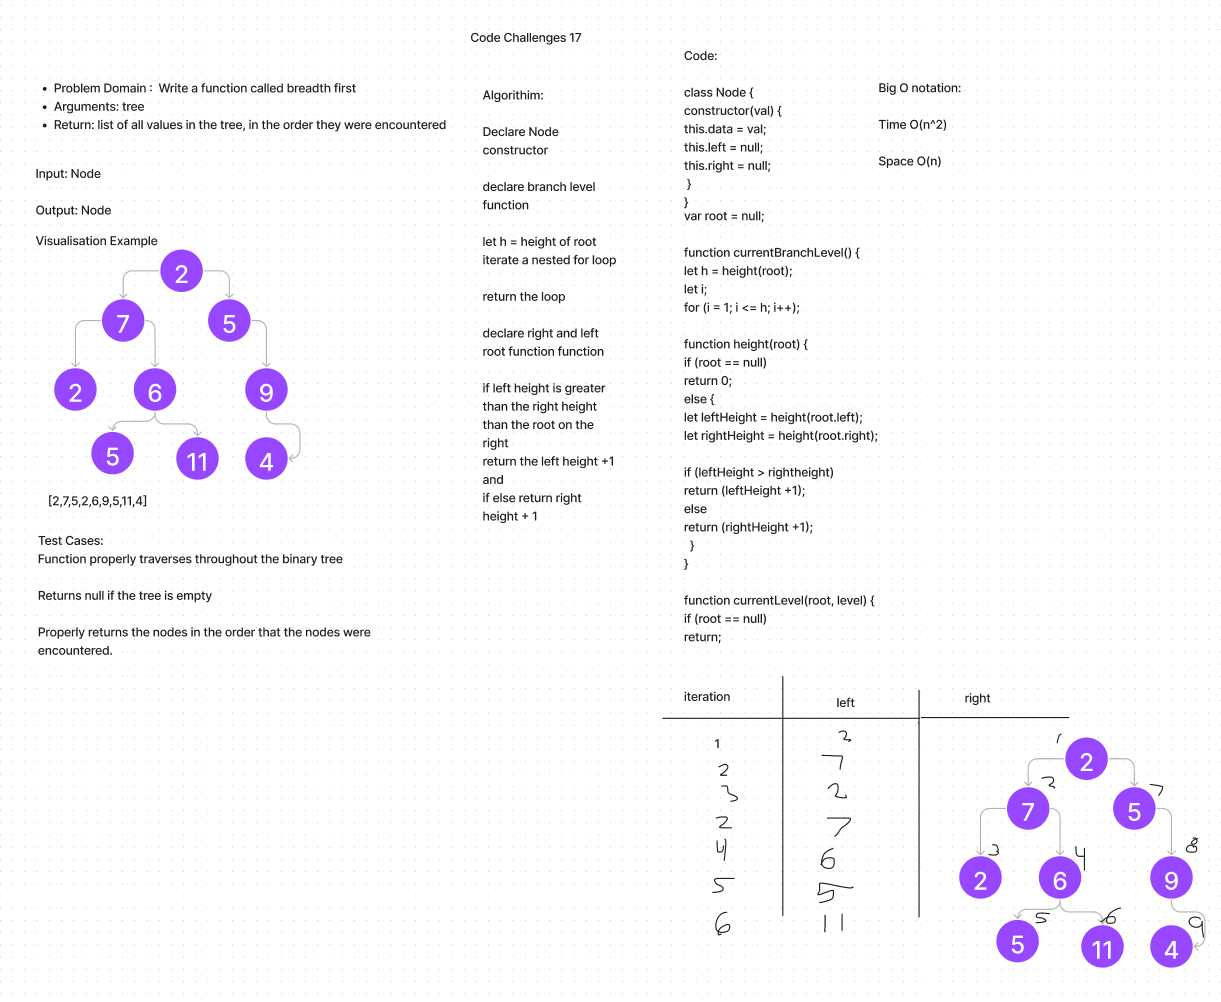 Code Challenges 17
• Problem Domain : Write a function called breadth first
• Arguments: tree
• Return: list of all values in the tree, in the order they were encountered
Input: Node
Output: Node
Visualisation Example
2
7
5
2
6
9
5
11
4
[2,7,5,2,6,9,5,11,4]
Test Cases:
Function properly traverses throughout the binary tree
Returns null if the tree is empty
Properly returns the nodes in the order that the nodes were
encountered.
Algorithim:
Declare Node
constructor
declare branch level
function
let h = height of root
iterate a nested for loop
return the loop
declare right and left
root function function
if left height is greater
than the right height
than the root on the
right
return the left height +1
and
if else return right
height + 1
Code:
class Node {
constructor(val) {
this.data = val;
this.left = null;
this.right = null;
}
}
var root = null;
function currentBranchLevel() {
let h = height(root);
let i;
for (i = 1; i <= h; i++);
function height(root) {
if (root == null)
return 0;
else {
let leftHeight = height(root.left);
let rightHeight = height(root.right);
if (leftHeight > rightheight)
return (leftHeight +1);
else
return (rightHeight +1);
}
}
function currentLevel(root, level) {
if (root == null)
return;
Big O notation:
Time O(n^2)
Space O(n)
iteration left right
1 2
2 7
3 2
2 7
4 6
5 5
6 11
1 2
7 2
5 7
2 3
6 4
9 8
5 5
11 6
4 9